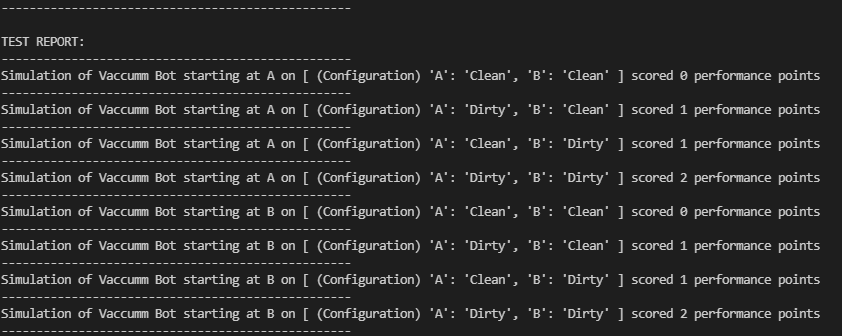 --------------------------------------------------
TEST REPORT:
--------------------------------------------------
Simulation of Vaccumm Bot starting at A on [ (Configuration) 'A': 'Clean', 'B': 'Clean' ] scored 0 performance points
--------------------------------------------------
Simulation of Vaccumm Bot starting at A on [ (Configuration) 'A': 'Dirty', 'B': 'Clean' ] scored 1 performance points
--------------------------------------------------
Simulation of Vaccumm Bot starting at A on [ (Configuration) 'A': 'Clean', 'B': 'Dirty' ] scored 1 performance points
--------------------------------------------------
Simulation of Vaccumm Bot starting at A on [ (Configuration) 'A': 'Dirty', 'B': 'Dirty' ] scored 2 performance points
--------------------------------------------------
Simulation of Vaccumm Bot starting at B on [ (Configuration) 'A': 'Clean', 'B': 'Clean' ] scored 0 performance points
--------------------------------------------------
Simulation of Vaccumm Bot starting at B on [ (Configuration) 'A': 'Dirty', 'B': 'Clean' ] scored 1 performance points
--------------------------------------------------
Simulation of Vaccumm Bot starting at B on [ (Configuration) 'A': 'Clean', 'B': 'Dirty' ] scored 1 performance points
--------------------------------------------------
Simulation of Vaccumm Bot starting at B on [ (Configuration) 'A': 'Dirty', 'B': 'Dirty' ] scored 2 performance points
--------------------------------------------------